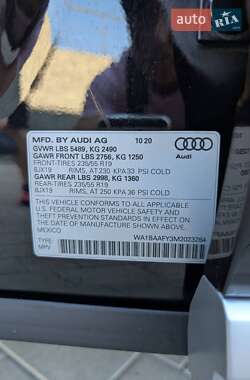 RIA
MFD. BY AUDI AG 10 20
GVWR LBS 5489, KG 2490
GAWR FRONT LBS 2756, KG 1250
FRONT-TIRES 235/55 R19
8JX19 RIMS, AT 230 KPA 33 PSI COLD
GAWR REAR LBS 2998, KG 1360
REAR-TIRES 235/55 R19
8JX19 RIMS, AT 250 KPA 36 PSI COLD
Audi
THIS VEHICLE CONFORMS TO ALL APPLICABLE
U.S. FEDERAL MOTOR VEHICLE SAFETY AND
THEFT PREVENTION STANDARDS IN EFFECT ON
THE DATE OF MANUFACTURE SHOWN ABOVE.
MEXICO
TYPE MPV